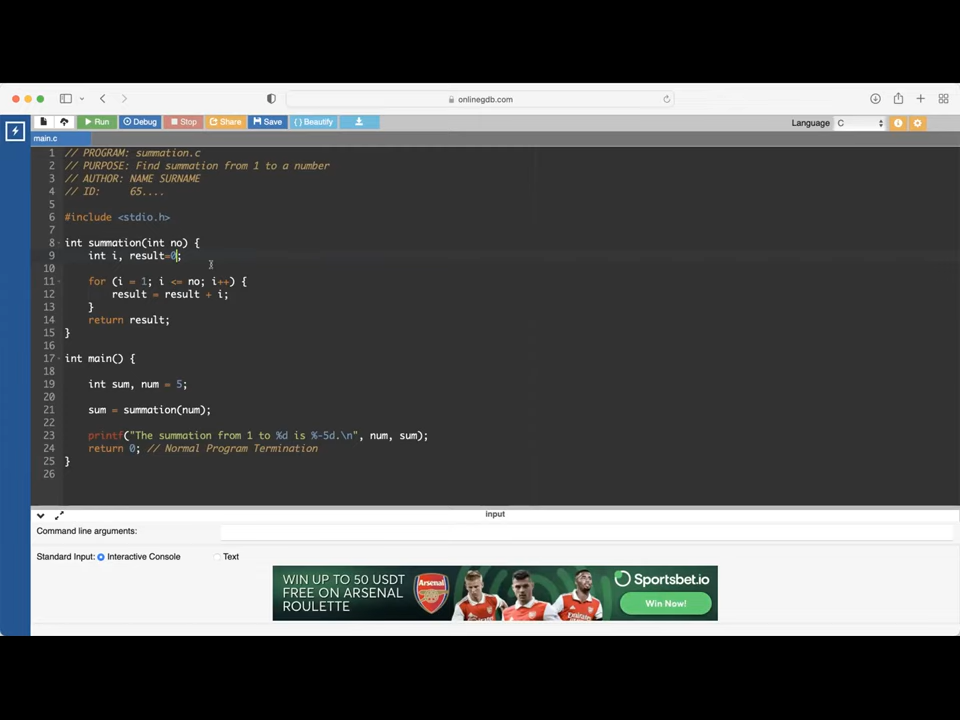 onlinegdb.com
Run Debug Stop Share Save { } Beautify Language C
main.c
1 // PROGRAM: summation.c
2 // PURPOSE: Find summation from 1 to a number
3 // AUTHOR: NAME SURNAME
4 // ID: 65....
5
6 #include <stdio.h>
7
8 int summation(int no) {
9 int i, result=0;
10
11 for (i = 1; i <= no; i++) {
12 result = result + i;
13 }
14 return result;
15 }
16
17 int main() {
18
19 int sum, num = 5;
20
21 sum = summation(num);
22
23 printf("The summation from 1 to %d is %-5d.\n", num, sum);
24 return 0; // Normal Program Termination
25 }
26
input
Command line arguments:
Standard Input: Interactive Console Text
WIN UP TO 50 USDT
FREE ON ARSENAL
ROULETTE
Arsenal
Sportsbet.io
Win Now!